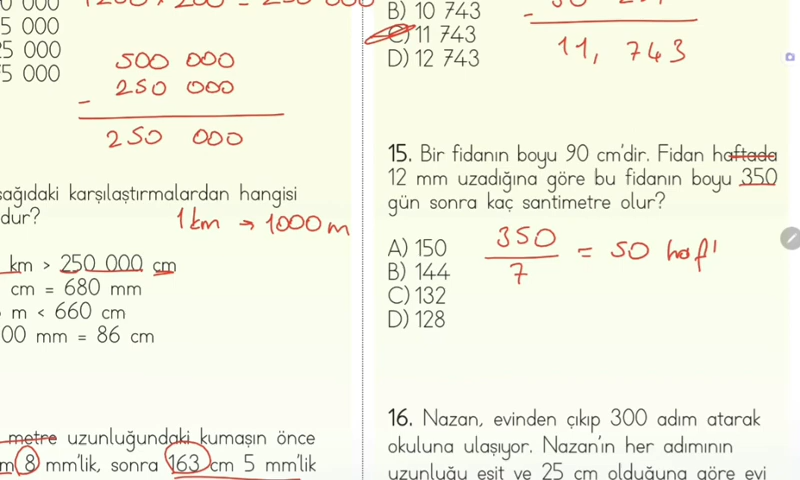 5 000
25 000
75 000
500 000
- 250 000
250 000
karşılaştırmalardan hangisi
1 km → 1000 m
km > 250 000 cm
cm = 680 mm
m < 660 cm
00 mm = 86 cm
metre uzunluğundaki kumaşın önce
8 mm'lik, sonra 163 cm 5 mm'lik
B) 10 743
C) 11 743
D) 12 743
11, 743
15. Bir fidanın boyu 90 cm'dir. Fidan haftada
12 mm uzadığına göre bu fidanın boyu 350
gün sonra kaç santimetre olur?
A) 150
B) 144
C) 132
D) 128
350
7
= 50 haf
16. Nazan, evinden çıkıp 300 adım atarak
okuluna ulaşıyor. Nazan'ın her adımının
uzunluğu eşit ve 25 cm olduğuna göre evi